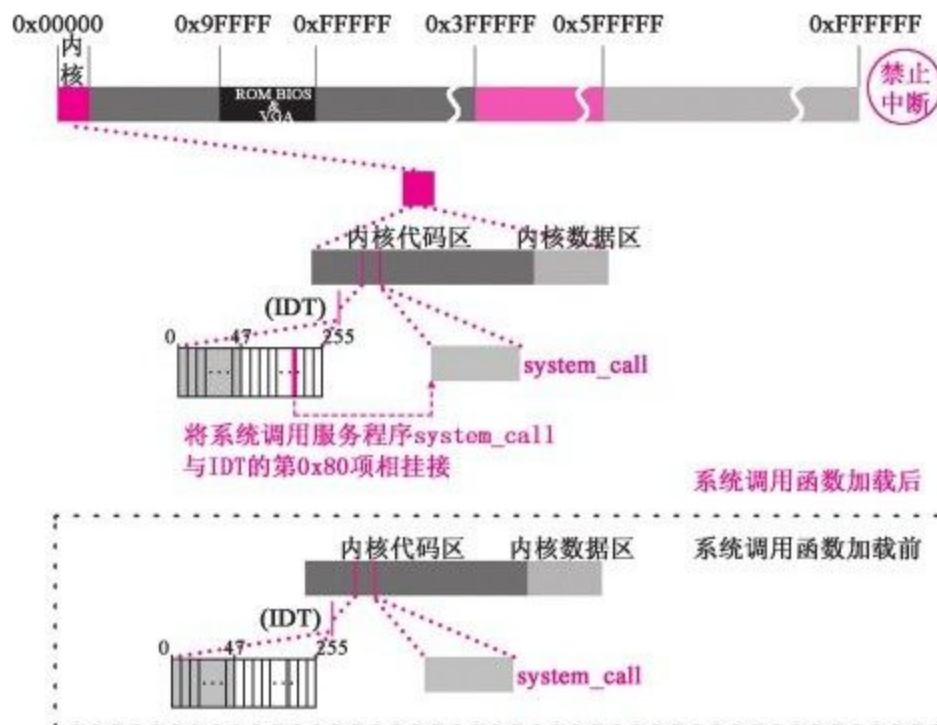 0x00000 0x9FFFF 0xFFFFF 0x3FFFFF 0x5FFFFF 0xFFFFFF
内核
ROM BIOS
&
VGA
禁止
中断
内核代码区 内核数据区
(IDT)
0 47 255
...
...
system_call
将系统调用服务程序system_call
与IDT的第0x80项相挂接
系统调用函数加载后
内核代码区 内核数据区 系统调用函数加载前
(IDT)
0 47 255
...
...
system_call